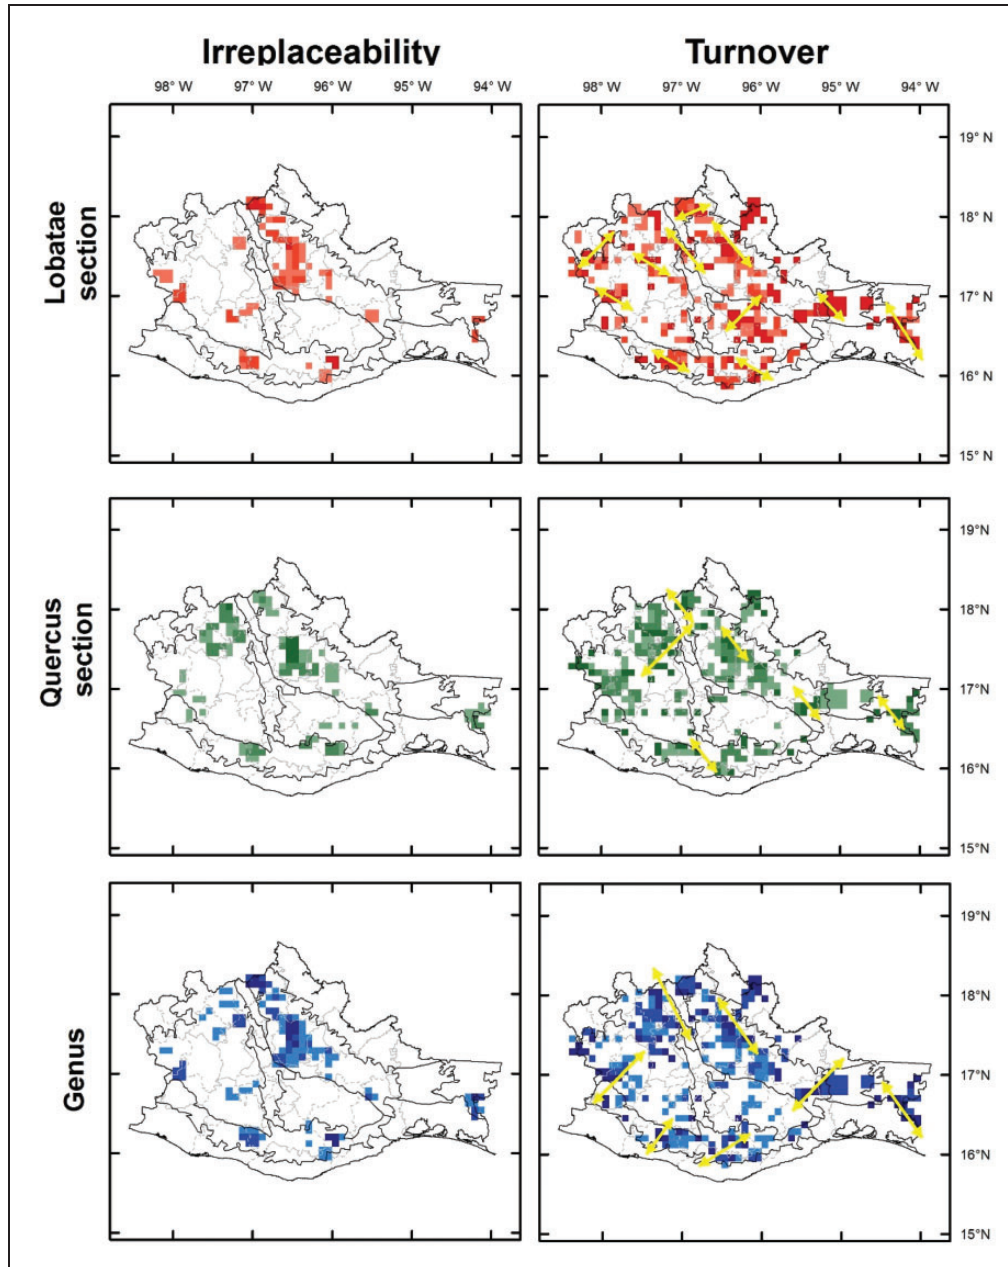 Irreplaceability Turnover
98° W 97° W 96° W 95° W 94° W 98° W 97° W 96° W 95° W 94° W
19° N
Lobatae
section
18° N
17° N
16° N
15° N
19° N
Quercus
section
18° N
17° N
16° N
15° N
19°N
Genus
18°N
17°N
16°N
15°N